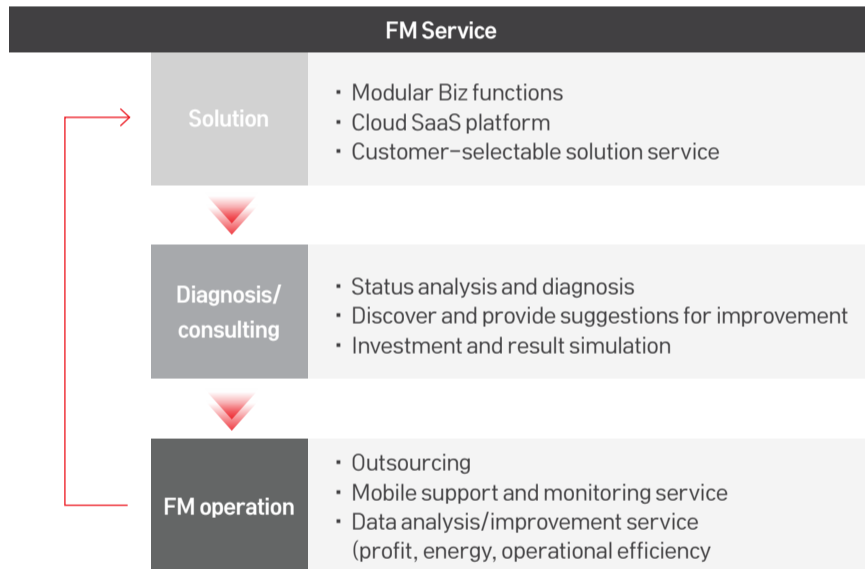 FM Service
Solution
· Modular Biz functions
· Cloud SaaS platform
· Customer-selectable solution service
Diagnosis/
consulting
· Status analysis and diagnosis
· Discover and provide suggestions for improvement
· Investment and result simulation
FM operation
· Outsourcing
· Mobile support and monitoring service
· Data analysis/improvement service
(profit, energy, operational efficiency